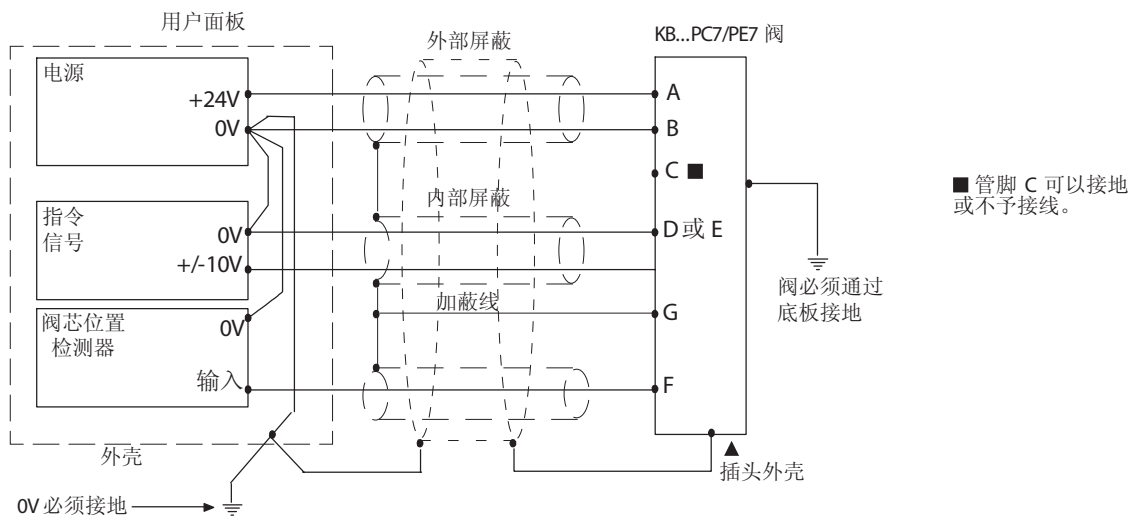 用户面板
电源
+24V
0V
指令
信号
0V
+/-10V
阀芯位置
检测器
0V
输入
外壳
0V 必须接地
外部屏蔽
内部屏蔽
加蔽线
KB...PC7/PE7 阀
A
B
C ■
D或 E
G
F
▲
插头外壳
阀必须通过
底板接地
■ 管脚 C 可以接地
或不予接线。